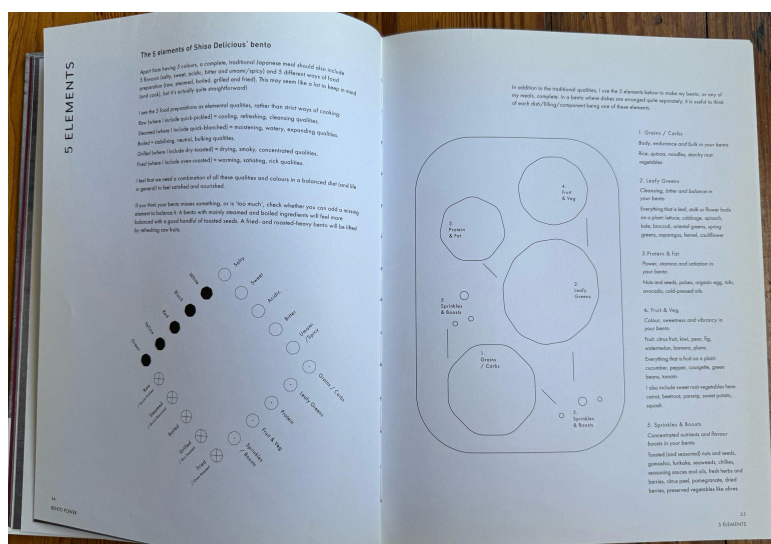 5 ELEMENTS
The 5 elements of Shiso Delicious' bento
Apart from having 5 colours, a complete, traditional Japanese meal should also include
5 flavours (salty, sweet, acidic, bitter and umami/spicy) and 5 different ways of food
preparation (raw, steamed, boiled, grilled and fried). This may seem like a lot to keep in mind
(and cook), but it's actually quite straightforward!
I see the 5 food preparations as elemental qualities, rather than strict ways of cooking.
Raw (where I include quick-pickled) = cooling, refreshing, cleansing qualities.
Steamed (where I include quick-blanched) = moistening, watery, expanding qualities.
Boiled = stabilising, neutral, bulking qualities.
Grilled (where I include dry-toasted) = drying, smoky, concentrated qualities.
Fried (where I include oven-roasted) = warming, satiating, rich qualities.
I feel that we need a combination of all these qualities and colours in a balanced diet (and life
in general) to feel satisfied and nourished.
If you think your bento misses something, or is 'too much', check whether you can add a missing
element to balance it. A bento with mainly steamed and boiled ingredients will feel more
balanced with a good handful of toasted seeds. A fried- and roasted-heavy bento will be lifted
by refreshing raw fruits.
White
Black
Red
Yellow
Green
Salty
Sweet
Acidic
Bitter
Umami
/Spicy
Raw
Steamed
Boiled
Grilled
Fried
Grains / Carbs
Leafy Greens
Protein
Fruit & Veg
Sprinkles
/ Boosts
24
BENTO POWER
In addition to the traditional qualities, I use the 5 elements below to make my bento, or any of
my meals, complete. In a bento where dishes are arranged quite separately, it is useful to think
of each dish/filling/component being one of these elements.
4.
Fruit
& Veg
3.
Protein
& Fat
2.
Leafy
Greens
5.
Sprinkles
& Boosts
1.
Grains
/ Carbs
5.
Sprinkles
& Boosts
1. Grains / Carbs
Body, endurance and bulk in your bento
Rice, quinoa, noodles, starchy root
vegetables
2. Leafy Greens
Cleansing, bitter and balance in
your bento
Everything that is leaf, stalk or flower buds
on a plant: lettuce, cabbage, spinach,
kale, broccoli, oriental greens, spring
greens, asparagus, fennel, cauliflower
3.Protein & Fat
Power, stamina and satiation in
your bento
Nuts and seeds, pulses, organic egg, tofu,
avocado, cold-pressed oils
4. Fruit & Veg
Colour, sweetness and vibrancy in
your bento
Fruit: citrus fruit, kiwi, pear, fig,
watermelon, banana, plums
Everything that is fruit on a plant:
cucumber, pepper, courgette, green
beans, tomato
I also include sweet root vegetables here:
carrot, beetroot, parsnip, sweet potato,
squash
5. Sprinkles & Boosts
Concentrated nutrients and flavour
boosts in your bento
Toasted (and seasoned) nuts and seeds,
gomashio, furikake, seaweeds, chillies,
seasoning sauces and oils, fresh herbs and
berries, citrus peel, pomegranate, dried
berries, preserved vegetables like olives
25
5 ELEMENTS